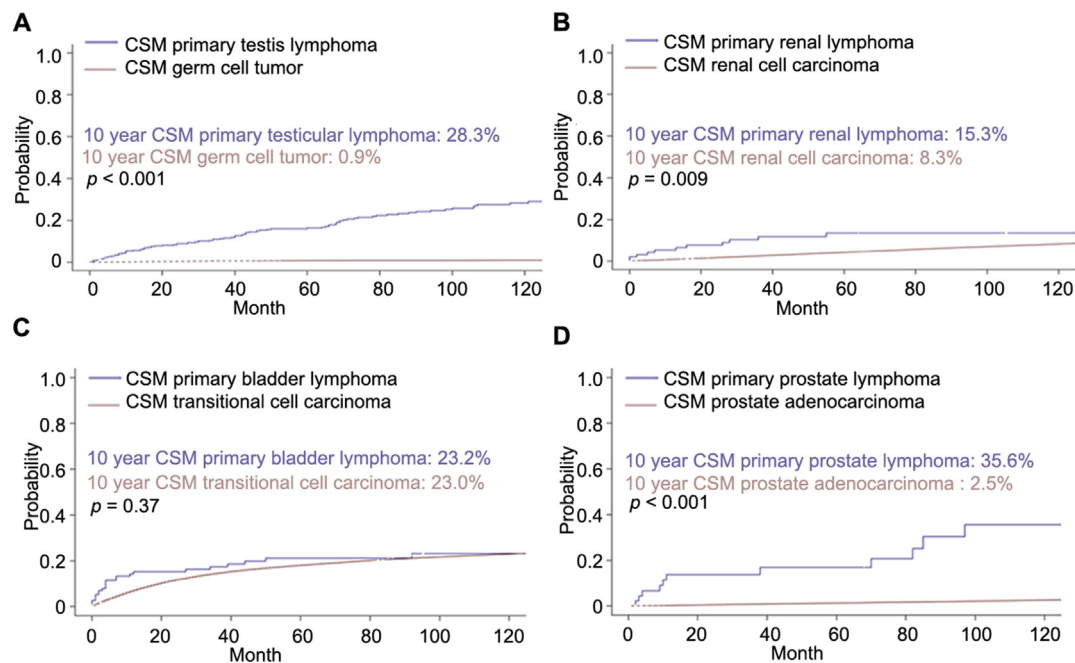 A
CSM primary testis lymphoma
CSM germ cell tumor
10 year CSM primary testicular lymphoma: 28.3%
10 year CSM germ cell tumor: 0.9%
p < 0.001
Probability
1.0
0.8
0.6
0.4
0.2
0
0 20 40 60 80 100 120
Month
B
CSM primary renal lymphoma
CSM renal cell carcinoma
10 year CSM primary renal lymphoma: 15.3%
10 year CSM renal cell carcinoma: 8.3%
p = 0.009
Probability
1.0
0.8
0.6
0.4
0.2
0
0 20 40 60 80 100 120
Month
C
CSM primary bladder lymphoma
CSM transitional cell carcinoma
10 year CSM primary bladder lymphoma: 23.2%
10 year CSM transitional cell carcinoma: 23.0%
p = 0.37
Probability
1.0
0.8
0.6
0.4
0.2
0
0 20 40 60 80 100 120
Month
D
CSM primary prostate lymphoma
CSM prostate adenocarcinoma
10 year CSM primary prostate lymphoma: 35.6%
10 year CSM prostate adenocarcinoma : 2.5%
p < 0.001
Probability
1.0
0.8
0.6
0.4
0.2
0
0 20 40 60 80 100 120
Month